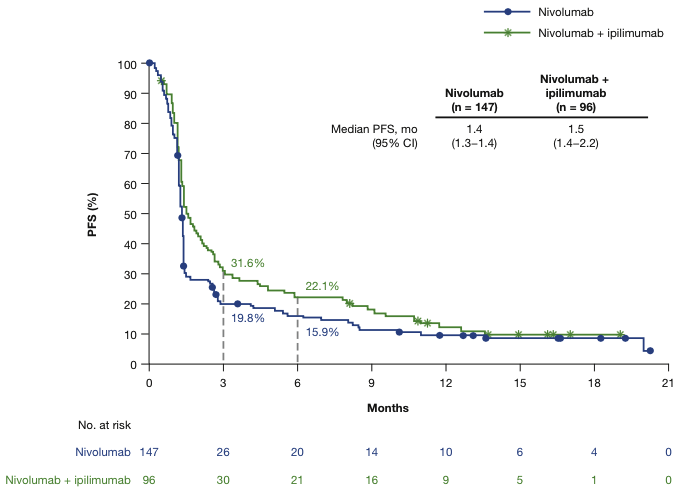 Nivolumab
Nivolumab + ipilimumab
Nivolumab (n = 147)
Nivolumab + ipilimumab (n = 96)
Median PFS, mo 1.4 1.5
(95% CI) (1.3–1.4) (1.4–2.2)
PFS (%)
100
90
80
70
60
50
40
30
20
10
0
31.6%
22.1%
19.8%
15.9%
0 3 6 9 12 15 18 21
Months
No. at risk
Nivolumab 147 26 20 14 10 6 4 0
Nivolumab + ipilimumab 96 30 21 16 9 5 1 0